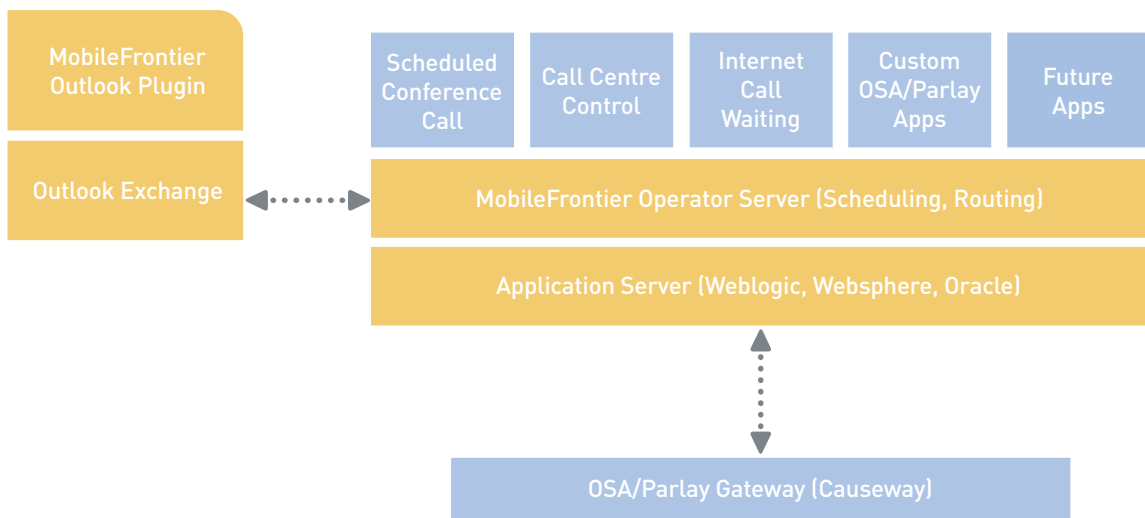 MobileFrontier
Outlook Plugin
Outlook Exchange
Scheduled
Conference
Call
Call Centre
Control
Internet
Call
Waiting
Custom
OSA/Parlay
Apps
Future
Apps
MobileFrontier Operator Server (Scheduling, Routing)
Application Server (Weblogic, Websphere, Oracle)
OSA/Parlay Gateway (Causeway)